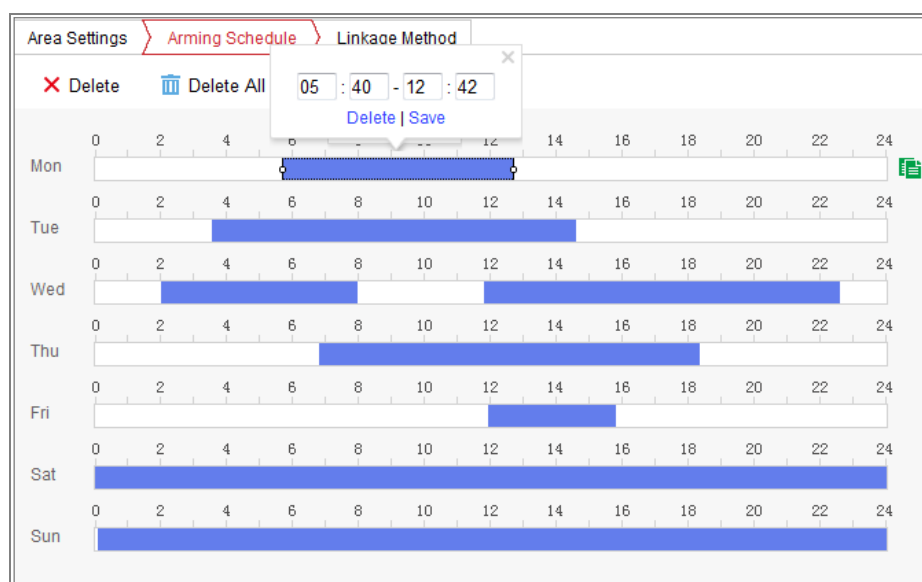 Area Settings Arming Schedule Linkage Method
Delete Delete All
05 : 40 - 12 : 42
Delete | Save
0 2 4 6 12 14 16 18 20 22 24
Mon
0 2 4 6 8 10 12 14 16 18 20 22 24
Tue
0 2 4 6 8 10 12 14 16 18 20 22 24
Wed
0 2 4 6 8 10 12 14 16 18 20 22 24
Thu
0 2 4 6 8 10 12 14 16 18 20 22 24
Fri
0 2 4 6 8 10 12 14 16 18 20 22 24
Sat
0 2 4 6 8 10 12 14 16 18 20 22 24
Sun